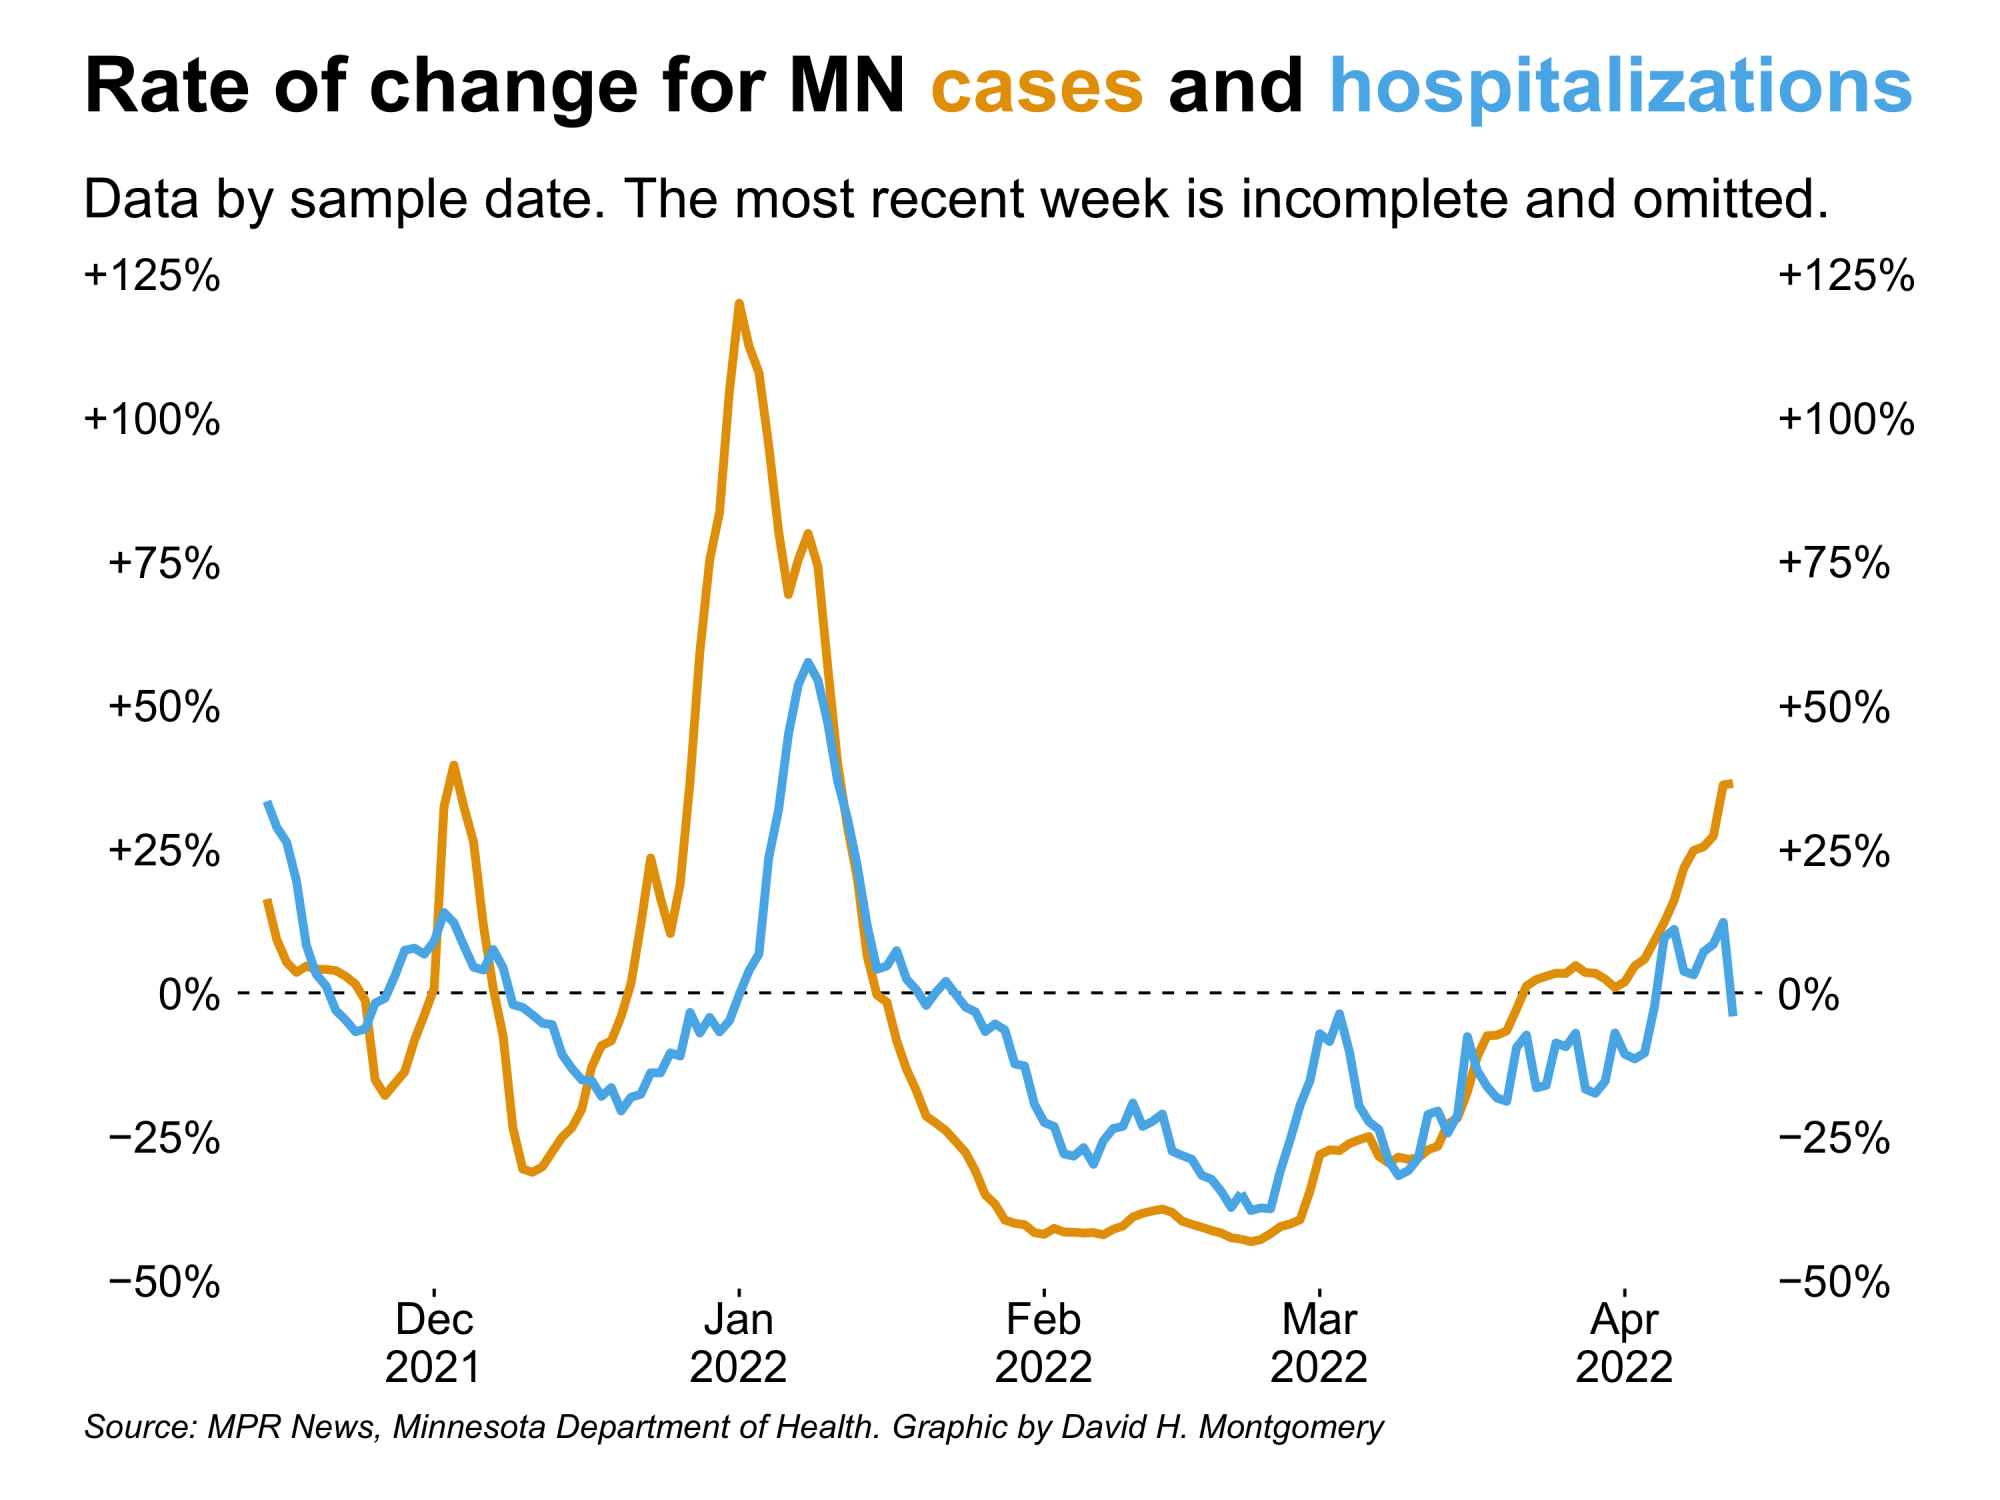 Rate of change for MN cases and hospitalizations
Data by sample date. The most recent week is incomplete and omitted.
+125% +125%
+100% +100%
+75% +75%
+50% +50%
+25% +25%
0% 0%
−25% −25%
−50% −50%
Dec Jan Feb Mar Apr
2021 2022 2022 2022 2022
Source: MPR News, Minnesota Department of Health. Graphic by David H. Montgomery